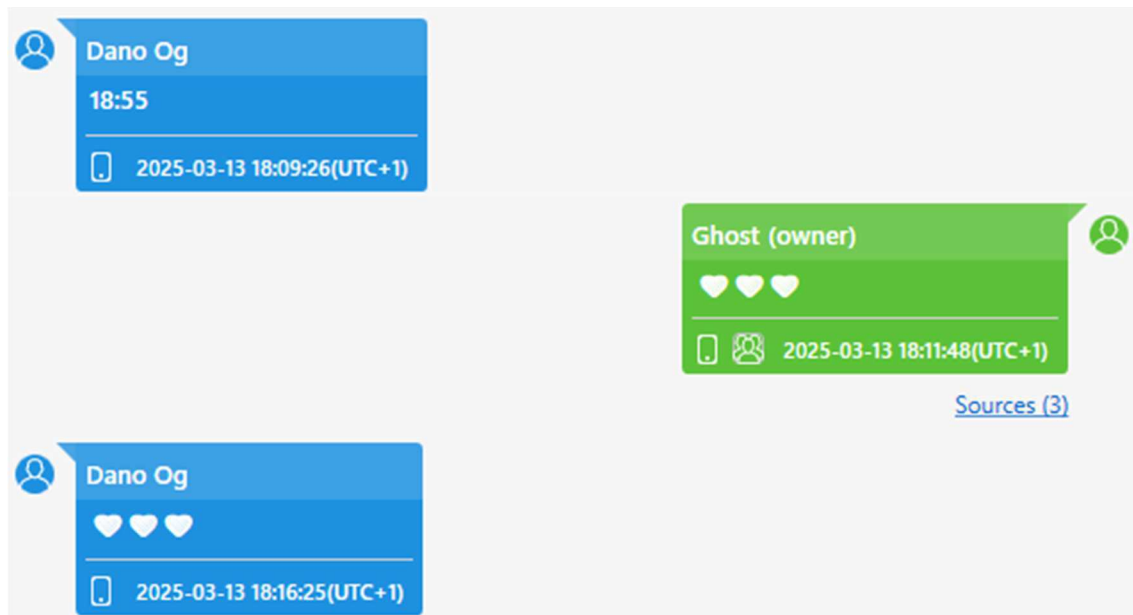 Dano Og
18:55
2025-03-13 18:09:26(UTC+1)
Ghost (owner)
🤍🤍🤍
2025-03-13 18:11:48(UTC+1)
Sources (3)
Dano Og
🤍🤍🤍
2025-03-13 18:16:25(UTC+1)